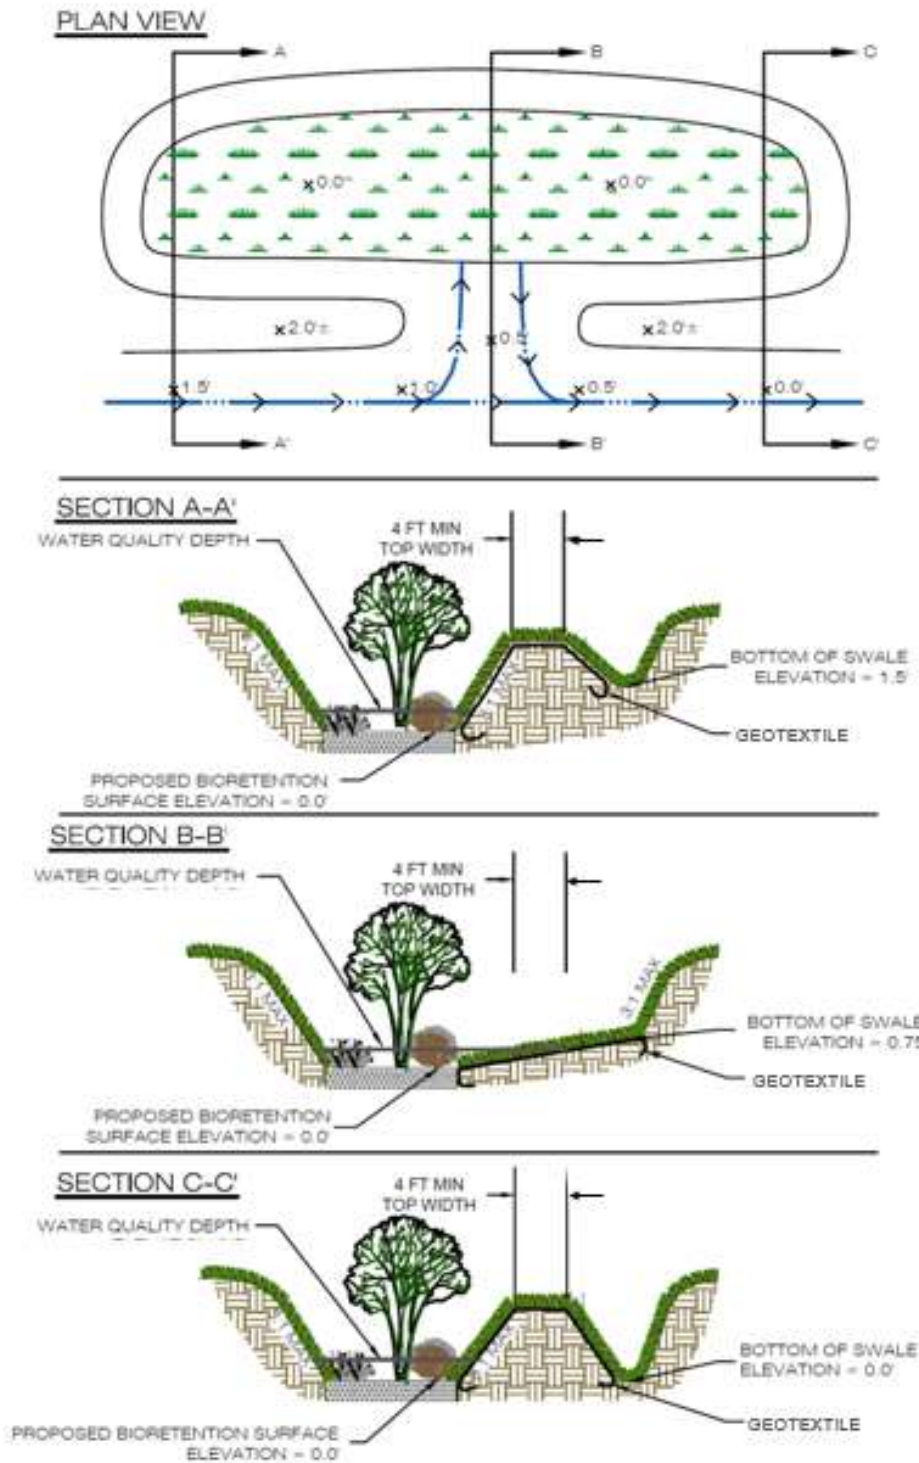 PLAN VIEW
A
B
C
×0.0"
×0.0"
×2.0'±
×2.0'±
×1.5'
×1.0'
×0.5'
×0.0'
A'
B'
C'
SECTION A-A'
WATER QUALITY DEPTH
4 FT MIN
TOP WIDTH
BOTTOM OF SWALE
ELEVATION = 1.5'
GEOTEXTILE
PROPOSED BIORETENTION
SURFACE ELEVATION = 0.0'
SECTION B-B'
WATER QUALITY DEPTH
4 FT MIN
TOP WIDTH
3:1 MAX
BOTTOM OF SWALE
ELEVATION = 0.75
GEOTEXTILE
PROPOSED BIORETENTION
SURFACE ELEVATION = 0.0'
SECTION C-C'
WATER QUALITY DEPTH
4 FT MIN
TOP WIDTH
BOTTOM OF SWALE
ELEVATION = 0.0'
GEOTEXTILE
PROPOSED BIORETENTION SURFACE
ELEVATION = 0.0'